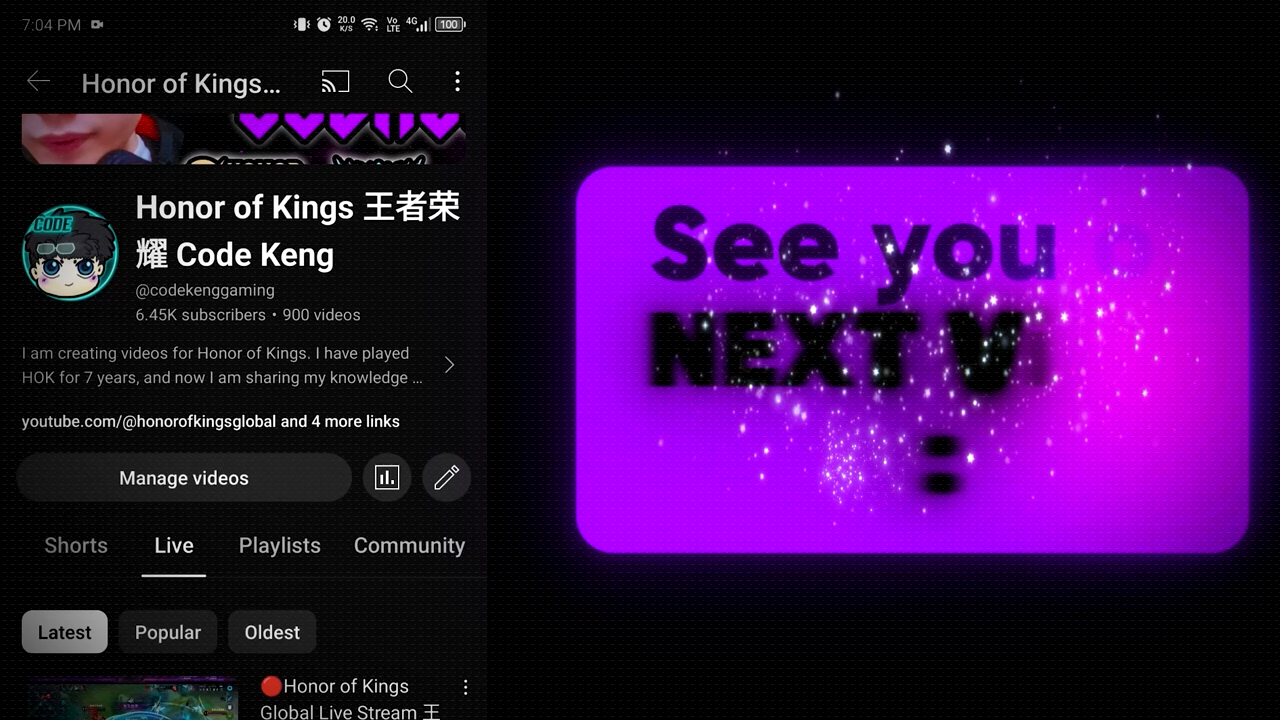 7:04 PM
20.0
K/S
Vo
LTE
4G
100
Honor of Kings...
Honor of Kings 王者荣
耀 Code Keng
CODE
@codekenggaming
6.45K subscribers • 900 videos
I am creating videos for Honor of Kings. I have played
HOK for 7 years, and now I am sharing my knowledge ...
youtube.com/@honorofkingsglobal and 4 more links
Manage videos
Shorts
Live
Playlists
Community
Latest
Popular
Oldest
🔴Honor of Kings
Global Live Stream 王
See you
NEXT
: